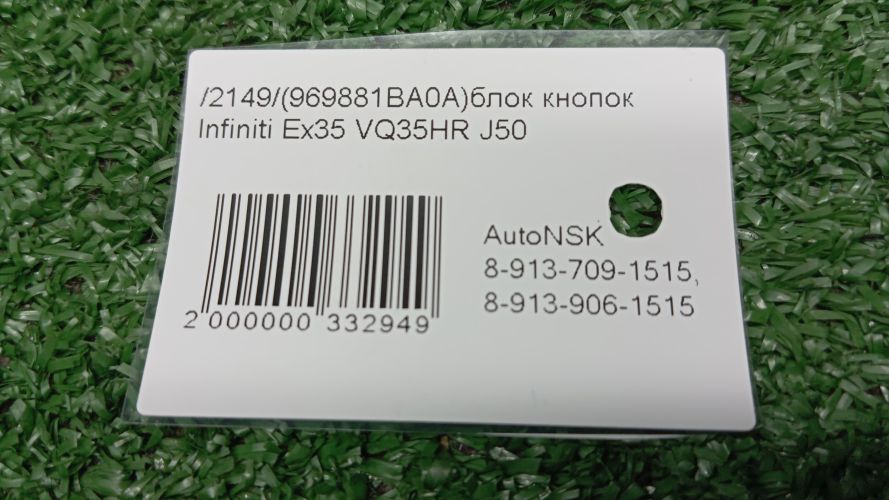 /2149/(969881BA0A)блок кнопок
Infiniti Ex35 VQ35HR J50
AutoNSK
8-913-709-1515,
8-913-906-1515
2 000000 332949